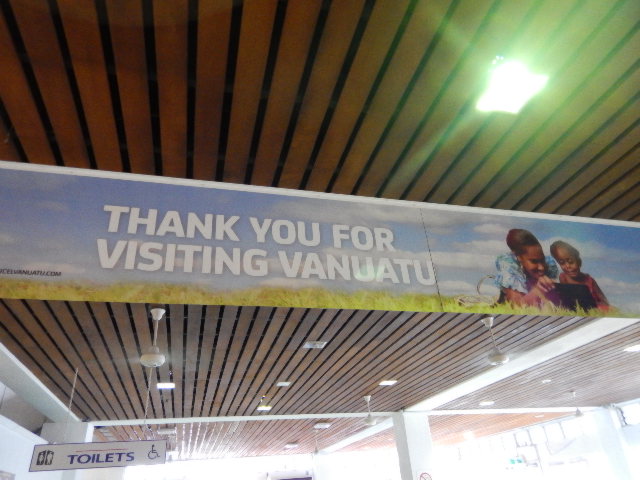 THANK YOU FOR
VISITING VANUATU
TOILETS